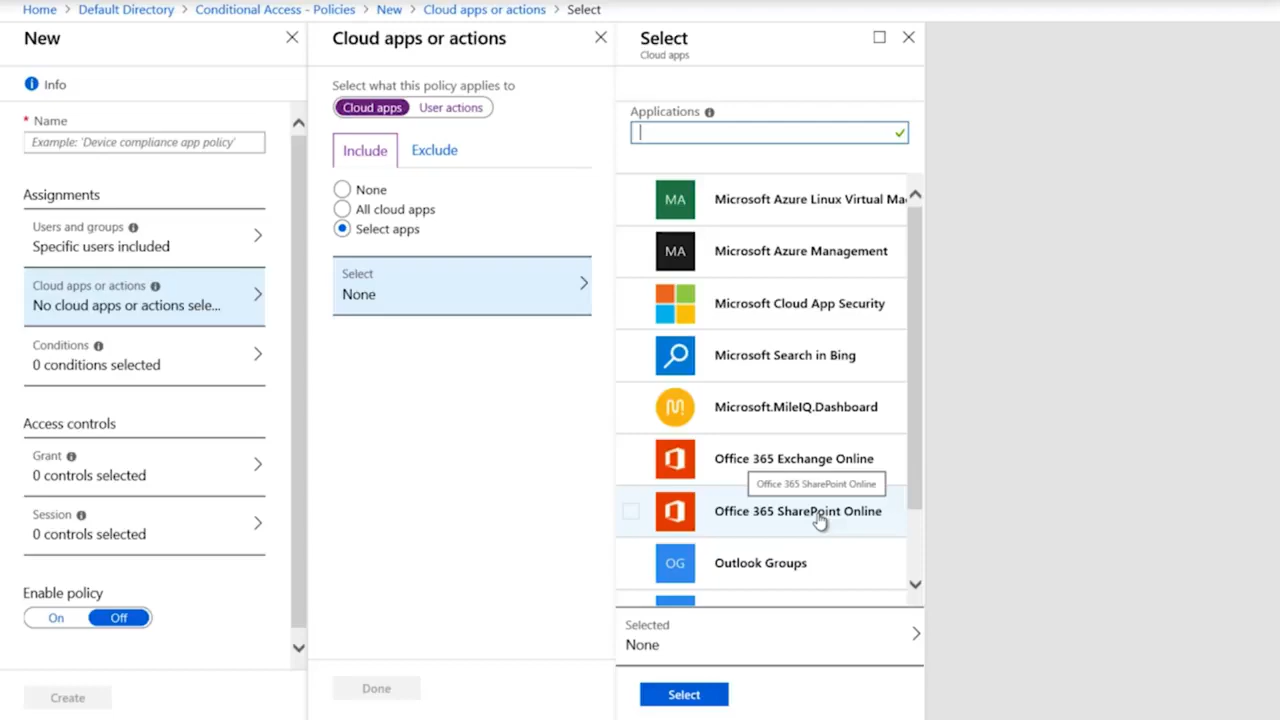 Home > Default Directory > Conditional Access - Policies > New > Cloud apps or actions > Select
New
Info
* Name
Example: 'Device compliance app policy'
Assignments
Users and groups
Specific users included
Cloud apps or actions
No cloud apps or actions sele...
Conditions
0 conditions selected
Access controls
Grant
0 controls selected
Session
0 controls selected
Enable policy
On Off
Create
Cloud apps or actions
Select what this policy applies to
Cloud apps User actions
Include Exclude
None
All cloud apps
Select apps
Select
None
Done
Select
Cloud apps
Applications
MA Microsoft Azure Linux Virtual Ma
MA Microsoft Azure Management
Microsoft Cloud App Security
Microsoft Search in Bing
Microsoft.MileIQ.Dashboard
Office 365 Exchange Online
Office 365 SharePoint Online
Office 365 SharePoint Online
OG Outlook Groups
Selected
None
Select